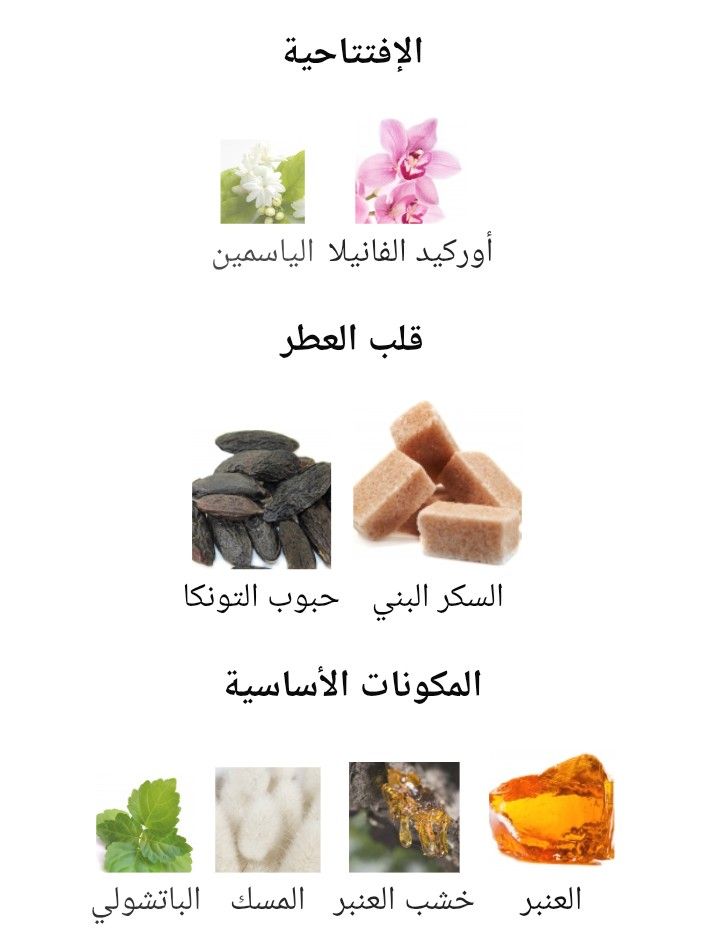 الإفتتاحية
أوركيد الفانيلا الياسمين
قلب العطر
السكر البني حبوب التونكا
المكونات الأساسية
العنبر خشب العنبر المسك الباتشولي